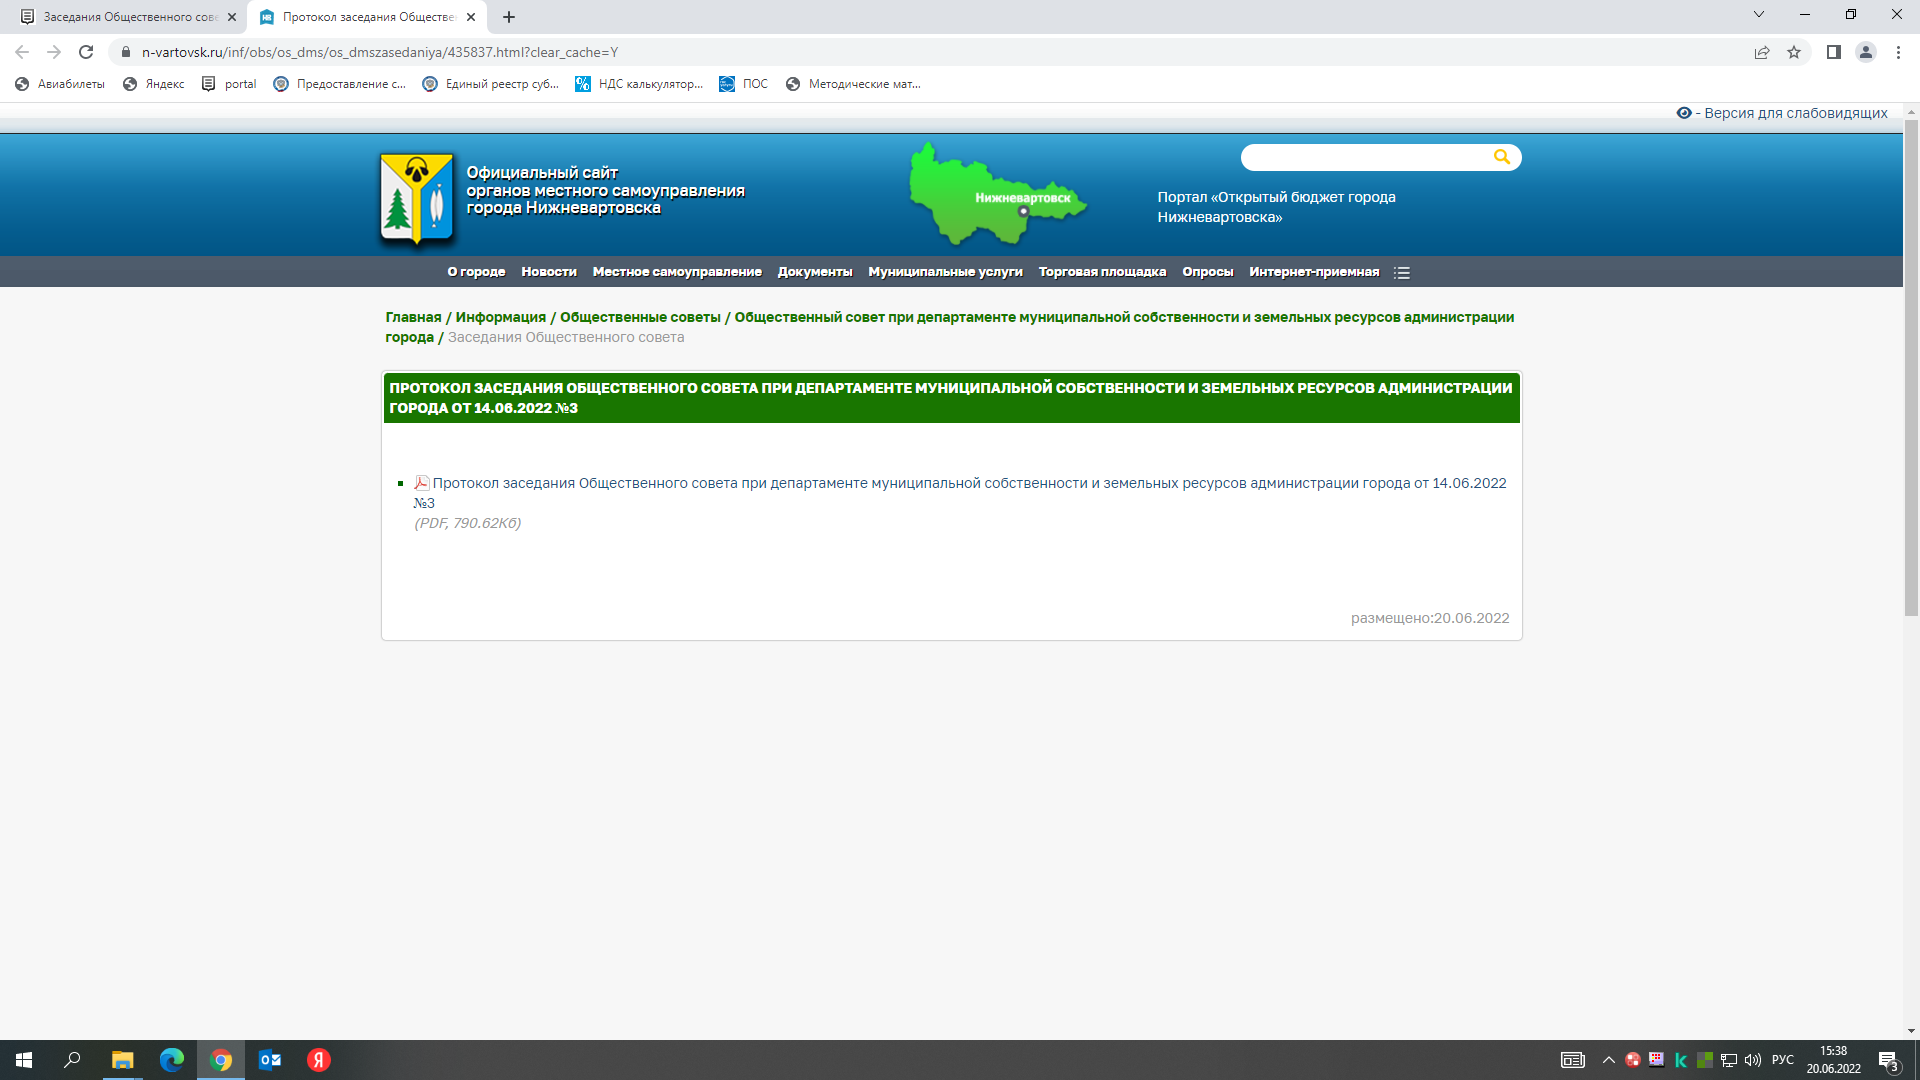 Заседания Общественного сове
Протокол заседания Обществе
n-vartovsk.ru/inf/obs/os_dms/os_dmszasedaniya/435837.html?clear_cache=Y
Авиабилеты
Яндекс
portal
Предоставление с...
Единый реестр суб...
НДС калькулятор...
ПОС
Методические мат...
- Версия для слабовидящих
Официальный сайт
органов местного самоуправления
города Нижневартовска
Нижневартовск
Портал «Открытый бюджет города
Нижневартовска»
О городе Новости Местное самоуправление Документы Муниципальные услуги Торговая площадка Опросы Интернет-приемная
Главная / Информация / Общественные советы / Общественный совет при департаменте муниципальной собственности и земельных ресурсов администрации
города / Заседания Общественного совета
ПРОТОКОЛ ЗАСЕДАНИЯ ОБЩЕСТВЕННОГО СОВЕТА ПРИ ДЕПАРТАМЕНТЕ МУНИЦИПАЛЬНОЙ СОБСТВЕННОСТИ И ЗЕМЕЛЬНЫХ РЕСУРСОВ АДМИНИСТРАЦИИ
ГОРОДА ОТ 14.06.2022 №3
Протокол заседания Общественного совета при департаменте муниципальной собственности и земельных ресурсов администрации города от 14.06.2022
№3
(PDF, 790.62Кб)
размещено:20.06.2022
РУС
15:38
20.06.2022
3